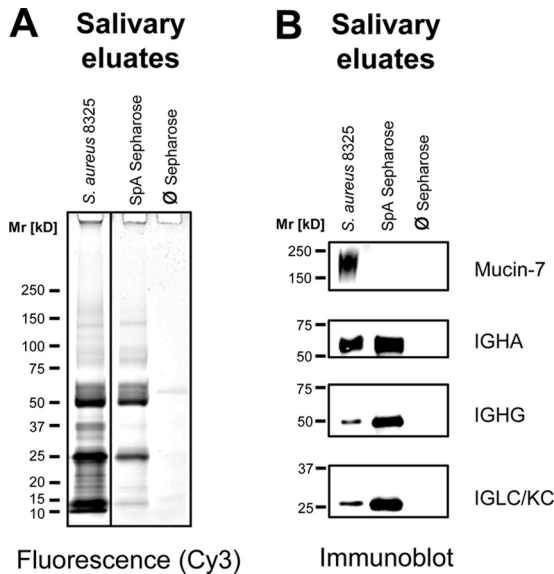 A
Salivary
eluates
S. aureus 8325
SpA Sepharose
Ø Sepharose
Mr [kD]
250
150
100
75
50
37
25
20
15
10
Fluorescence (Cy3)
B
Salivary
eluates
S. aureus 8325
SpA Sepharose
Ø Sepharose
Mr [kD]
250
150
Mucin-7
75
50
IGHA
75
50
IGHG
37
25
IGLC/KC
Immunoblot